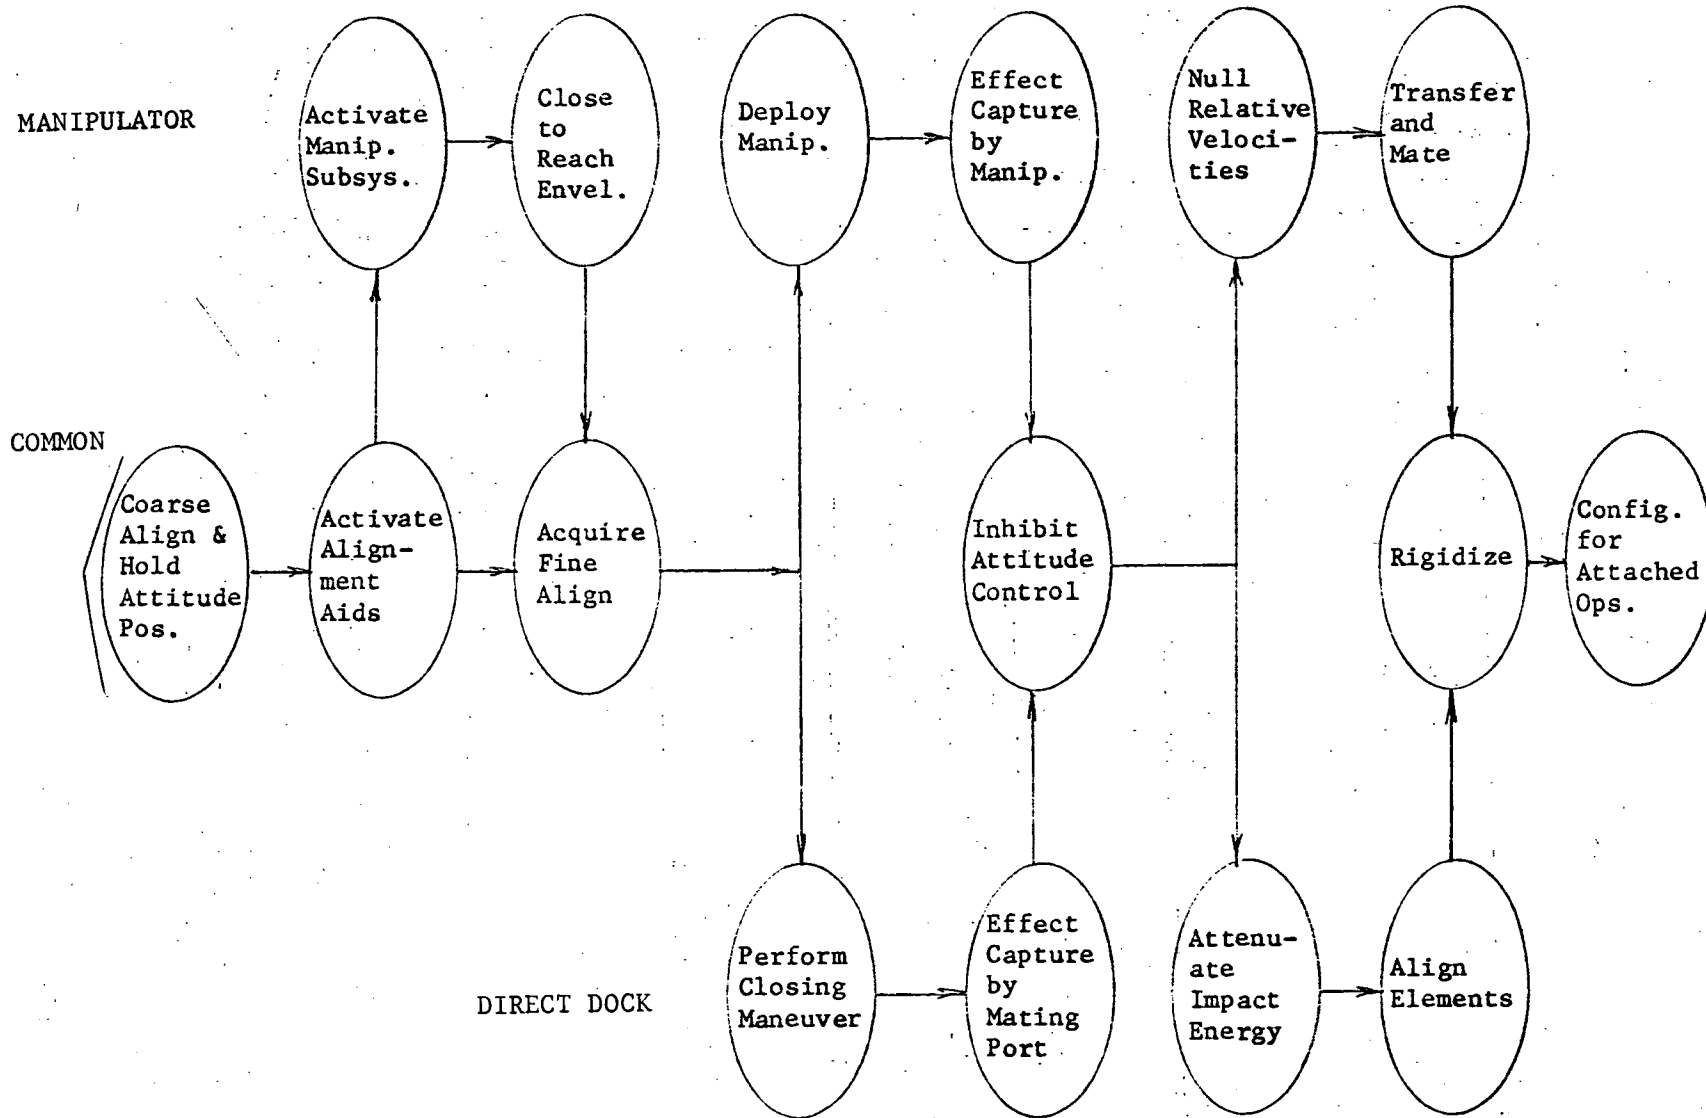 MANIPULATOR
Activate
Manip.
Subsys.
Close
to
Reach
Envel.
Deploy
Manip.
Effect
Capture
by
Manip.
Null
Relative
Veloci-
ties
Transfer
and
Mate
COMMON
Coarse
Align &
Hold
Attitude
Pos.
Activate
Align-
ment
Aids
Acquire
Fine
Align
Inhibit
Attitude
Control
Rigidize
Config.
for
Attached
Ops.
DIRECT DOCK
Perform
Closing
Maneuver
Effect
Capture
by
Mating
Port
Attenu-
ate
Impact
Energy
Align
Elements